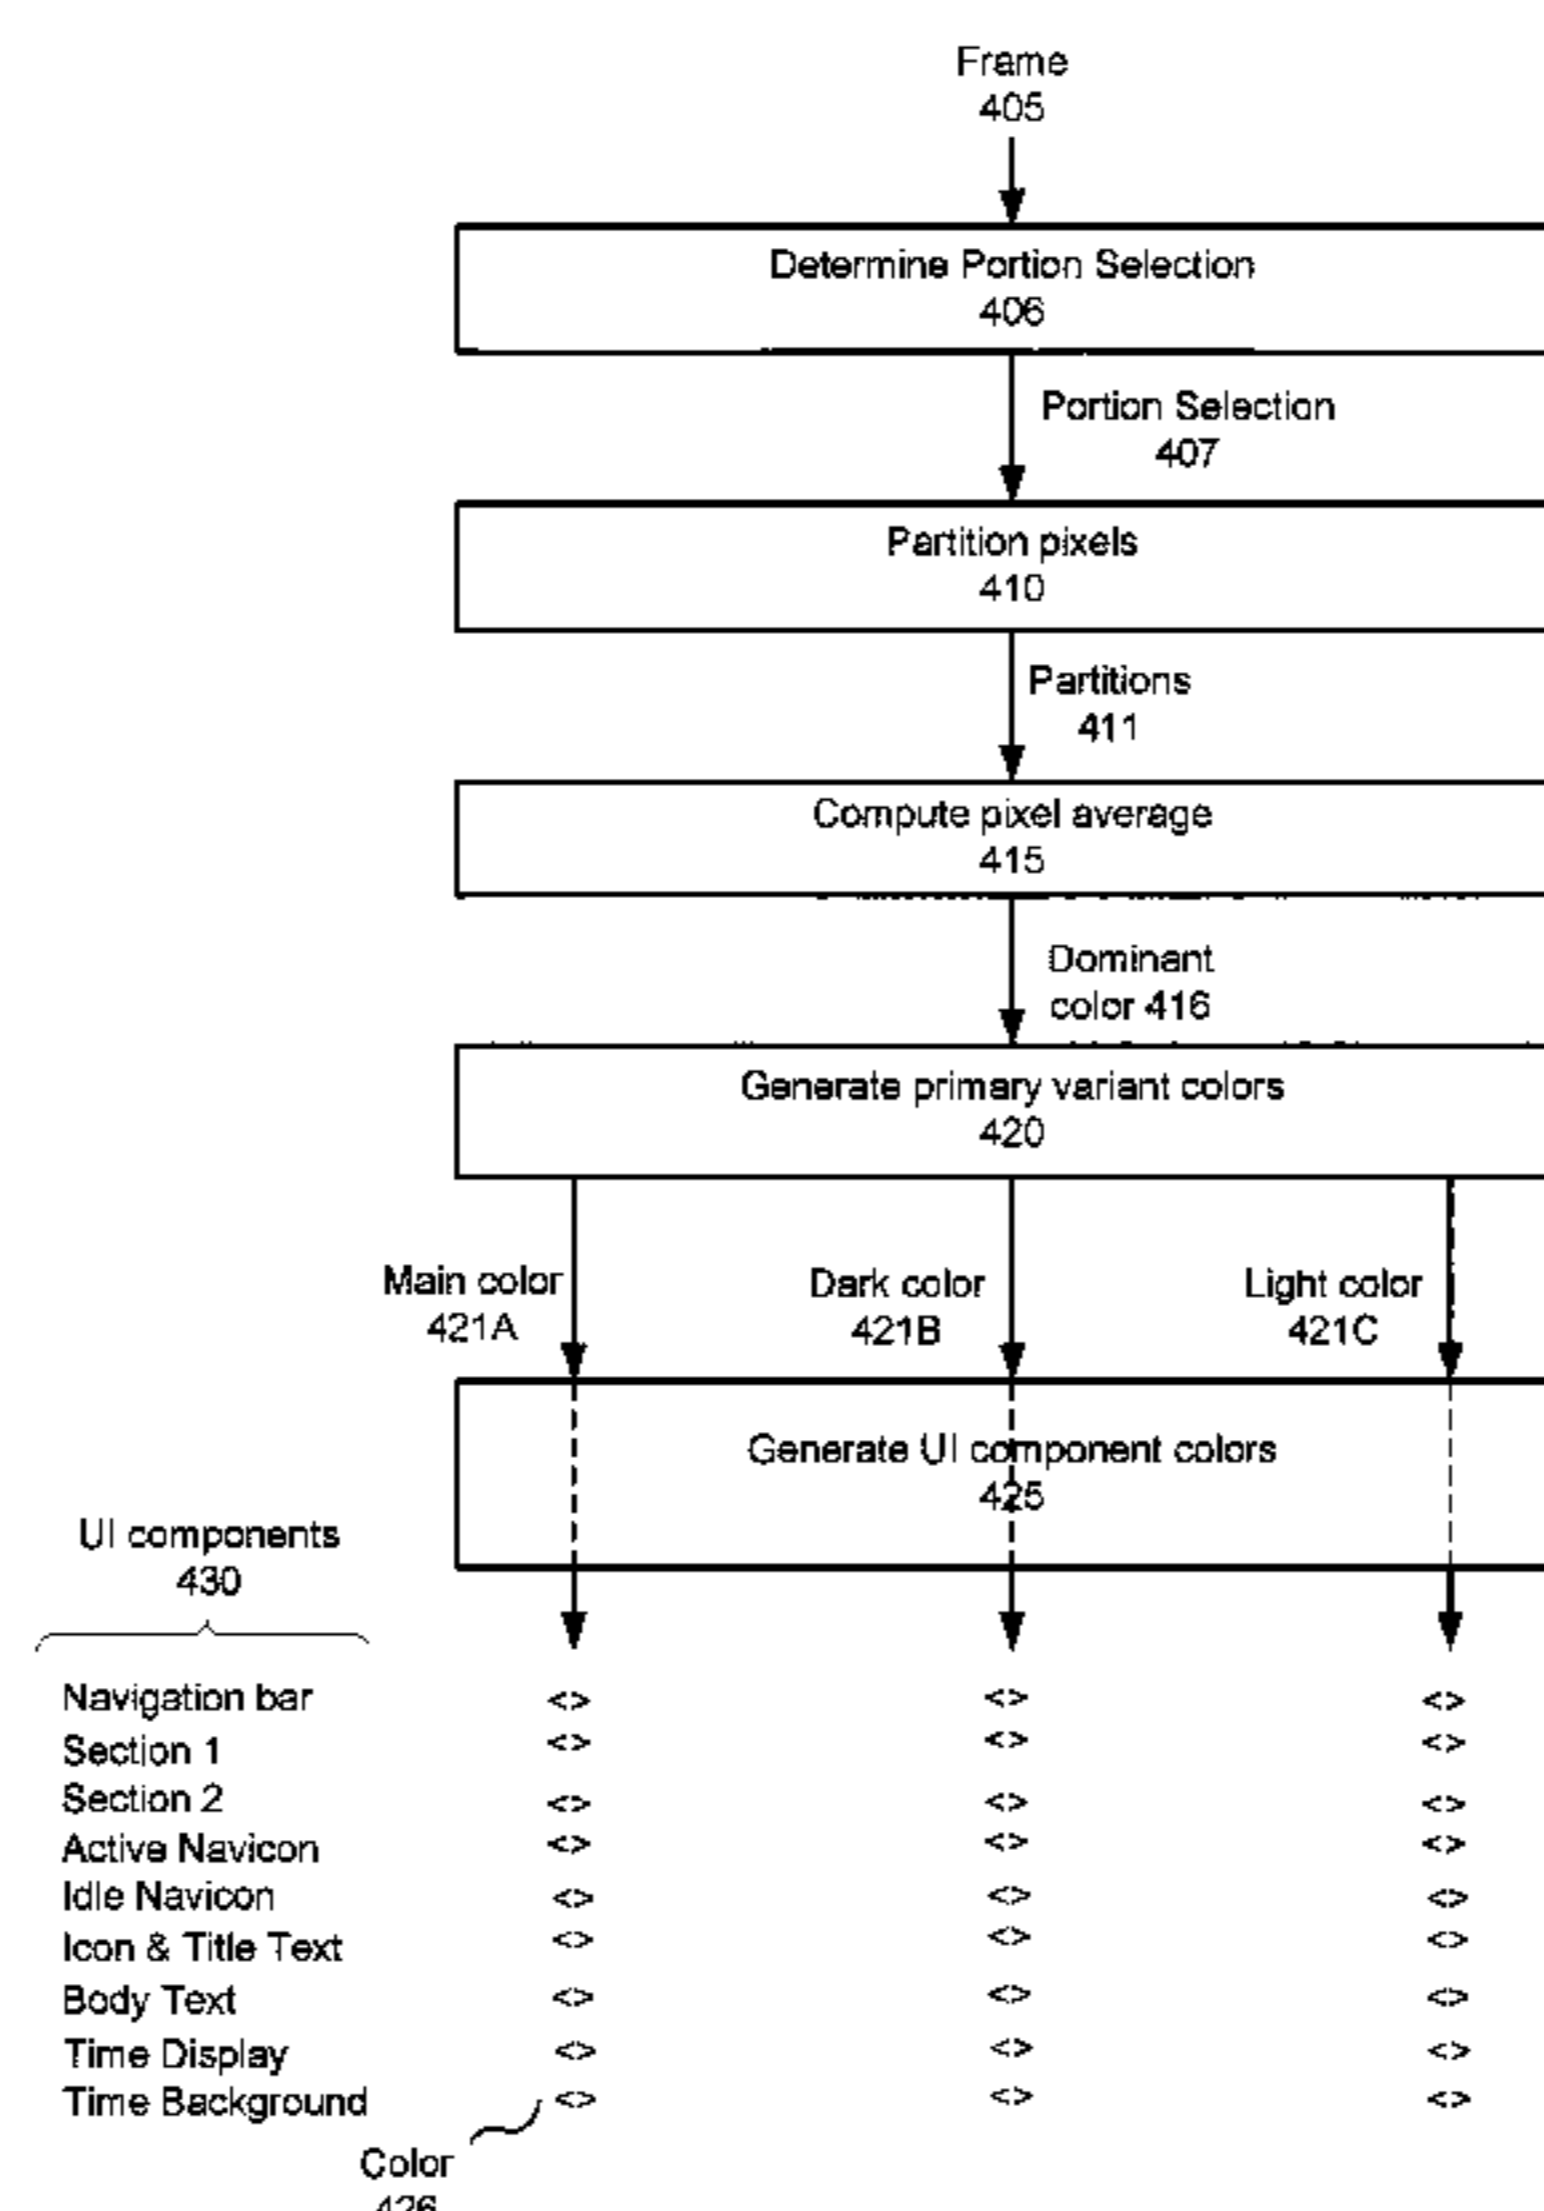 Frame
405
Determine Portion Selection
406
Portion Selection
407
Partition pixels
410
Partitions
411
Compute pixel average
415
Dominant
color 416
Generate primary variant colors
420
Main color
421A
Dark color
421B
Light color
421C
Generate UI component colors
425
UI components
430
Navigation bar <> <> <>
Section 1 <> <> <>
Section 2 <> <> <>
Active Navicon <> <> <>
Idle Navicon <> <> <>
Icon & Title Text <> <> <>
Body Text <> <> <>
Time Display <> <> <>
Time Background <> <> <>
Color
426